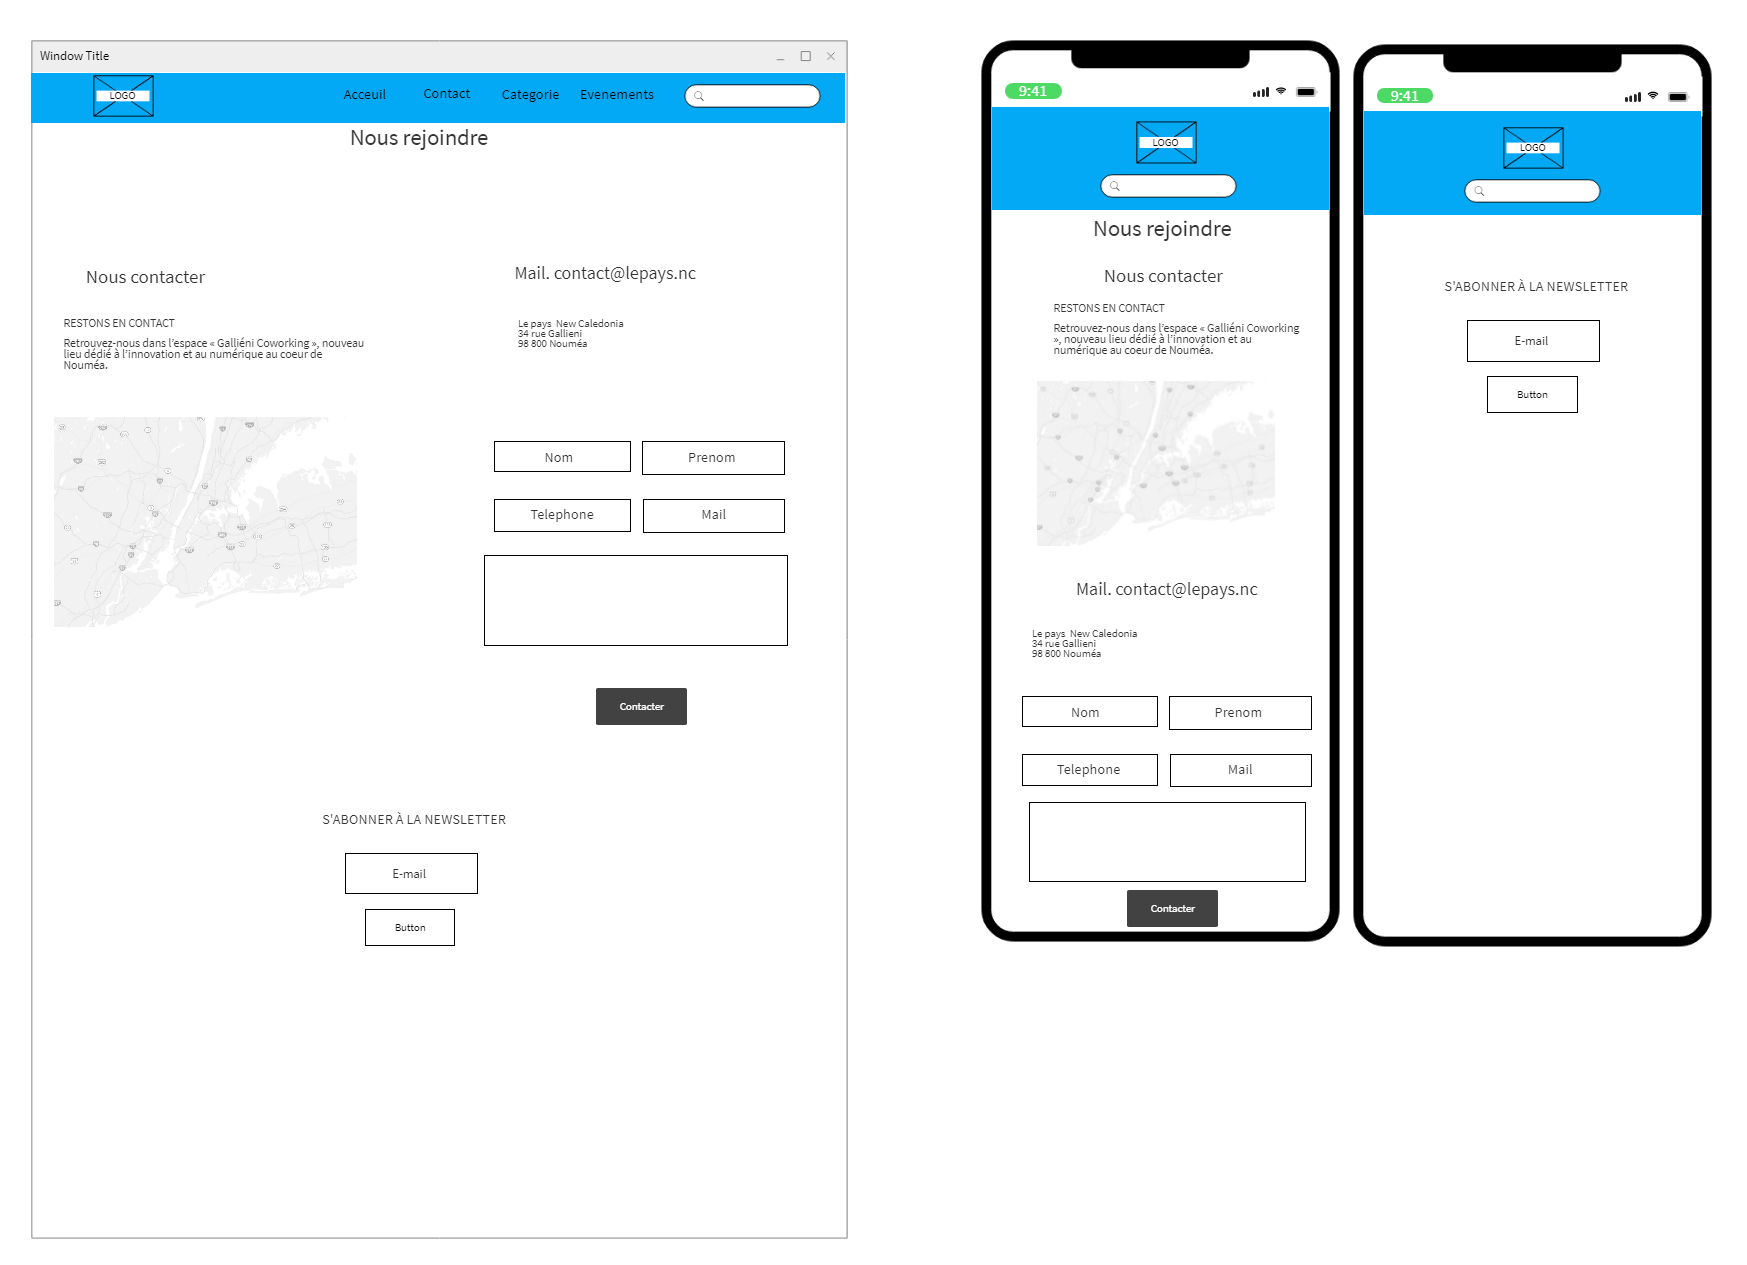 Window Title
LOGO
Acceuil Contact Categorie Evenements
Nous rejoindre
Nous contacter
RESTONS EN CONTACT
Retrouvez-nous dans l'espace « Galliéni Coworking », nouveau
lieu dédié à l'innovation et au numérique au coeur de
Nouméa.
Mail. contact@lepays.nc
Le pays  New Caledonia
34 rue Gallieni
98 800 Nouméa
Nom Prenom
Telephone Mail
Contacter
S'ABONNER À LA NEWSLETTER
E-mail
Button
9:41
LOGO
Nous rejoindre
Nous contacter
RESTONS EN CONTACT
Retrouvez-nous dans l'espace « Galliéni Coworking
», nouveau lieu dédié à l'innovation et au
numérique au coeur de Nouméa.
Mail. contact@lepays.nc
Le pays  New Caledonia
34 rue Gallieni
98 800 Nouméa
Nom Prenom
Telephone Mail
Contacter
9:41
LOGO
S'ABONNER À LA NEWSLETTER
E-mail
Button